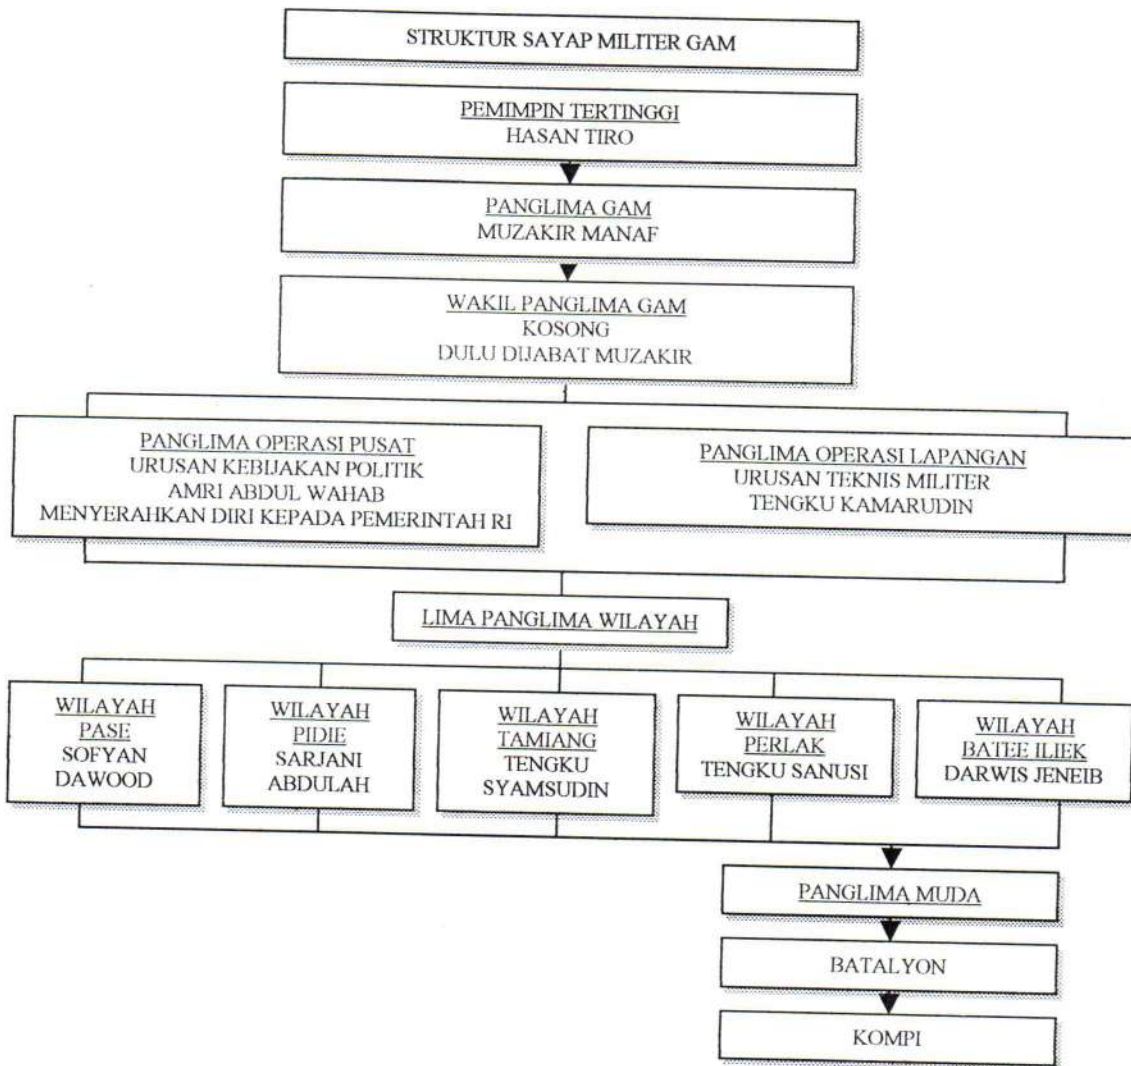 STRUKTUR SAYAP MILITER GAM
PEMIMPIN TERTINGGI
HASAN TIRO
PANGLIMA GAM
MUZAKIR MANAF
WAKIL PANGLIMA GAM
KOSONG
DULU DIJABAT MUZAKIR
PANGLIMA OPERASI PUSAT
URUSAN KEBIJAKAN POLITIK
AMRI ABDUL WAHAB
MENYERAHKAN DIRI KEPADA PEMERINTAH RI
PANGLIMA OPERASI LAPANGAN
URUSAN TEKNIS MILITER
TENGKU KAMARUDIN
LIMA PANGLIMA WILAYAH
WILAYAH
PASE
SOFYAN
DAWOOD
WILAYAH
PIDIE
SARJANI
ABDULAH
WILAYAH
TAMIANG
TENGKU
SYAMSUDIN
WILAYAH
PERLAK
TENGKU SANUSI
WILAYAH
BATEE ILIEK
DARWIS JENEIB
PANGLIMA MUDA
BATALYON
KOMPI